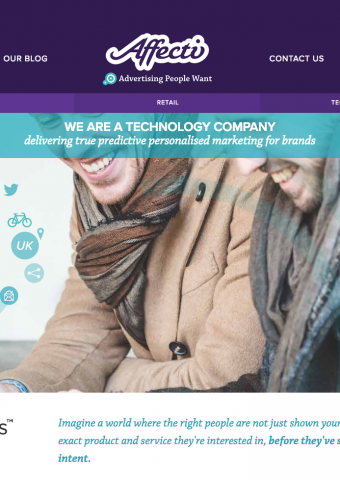 Affecti
OUR BLOG
CONTACT US
Advertising People Want
RETAIL
WE ARE A TECHNOLOGY COMPANY
delivering true predictive personalised marketing for brands
UK
S™
Imagine a world where the right people are not just shown your
exact product and service they're interested in, before they've s
intent.